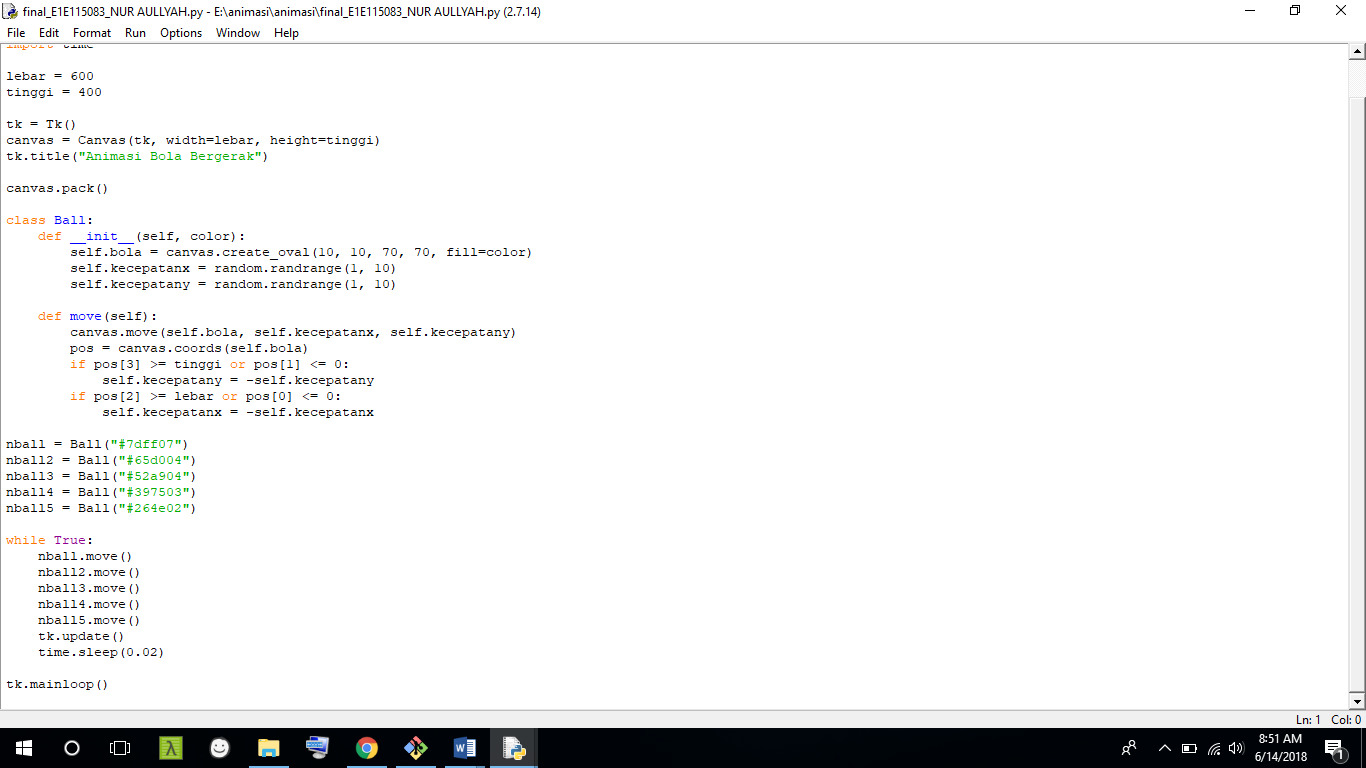 final_E1E115083_NUR AULLYAH.py - E:\animasi\animasi\final_E1E115083_NUR AULLYAH.py (2.7.14)
File Edit Format Run Options Window Help
import time
lebar = 600
tinggi = 400
tk = Tk()
canvas = Canvas(tk, width=lebar, height=tinggi)
tk.title("Animasi Bola Bergerak")
canvas.pack()
class Ball:
    def __init__(self, color):
        self.bola = canvas.create_oval(10, 10, 70, 70, fill=color)
        self.kecepatanx = random.randrange(1, 10)
        self.kecepatany = random.randrange(1, 10)
    def move(self):
        canvas.move(self.bola, self.kecepatanx, self.kecepatany)
        pos = canvas.coords(self.bola)
        if pos[3] >= tinggi or pos[1] <= 0:
            self.kecepatany = -self.kecepatany
        if pos[2] >= lebar or pos[0] <= 0:
            self.kecepatanx = -self.kecepatanx
nball = Ball("#7dff07")
nball2 = Ball("#65d004")
nball3 = Ball("#52a904")
nball4 = Ball("#397503")
nball5 = Ball("#264e02")
while True:
    nball.move()
    nball2.move()
    nball3.move()
    nball4.move()
    nball5.move()
    tk.update()
    time.sleep(0.02)
tk.mainloop()
Ln: 1 Col: 0
8:51 AM
6/14/2018
1